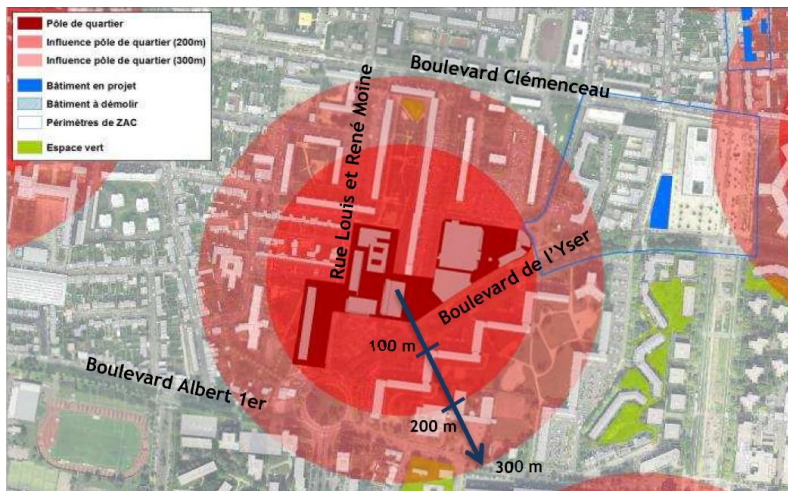 Pôle de quartier
Influence pôle de quartier (200m)
Influence pôle de quartier (300m)
Bâtiment en projet
Bâtiment à démolir
Périmètres de ZAC
Espace vert
Boulevard Clémenceau
Rue Louis et René Moine
Boulevard de l'Yser
100 m
Boulevard Albert 1er
200 m
300 m